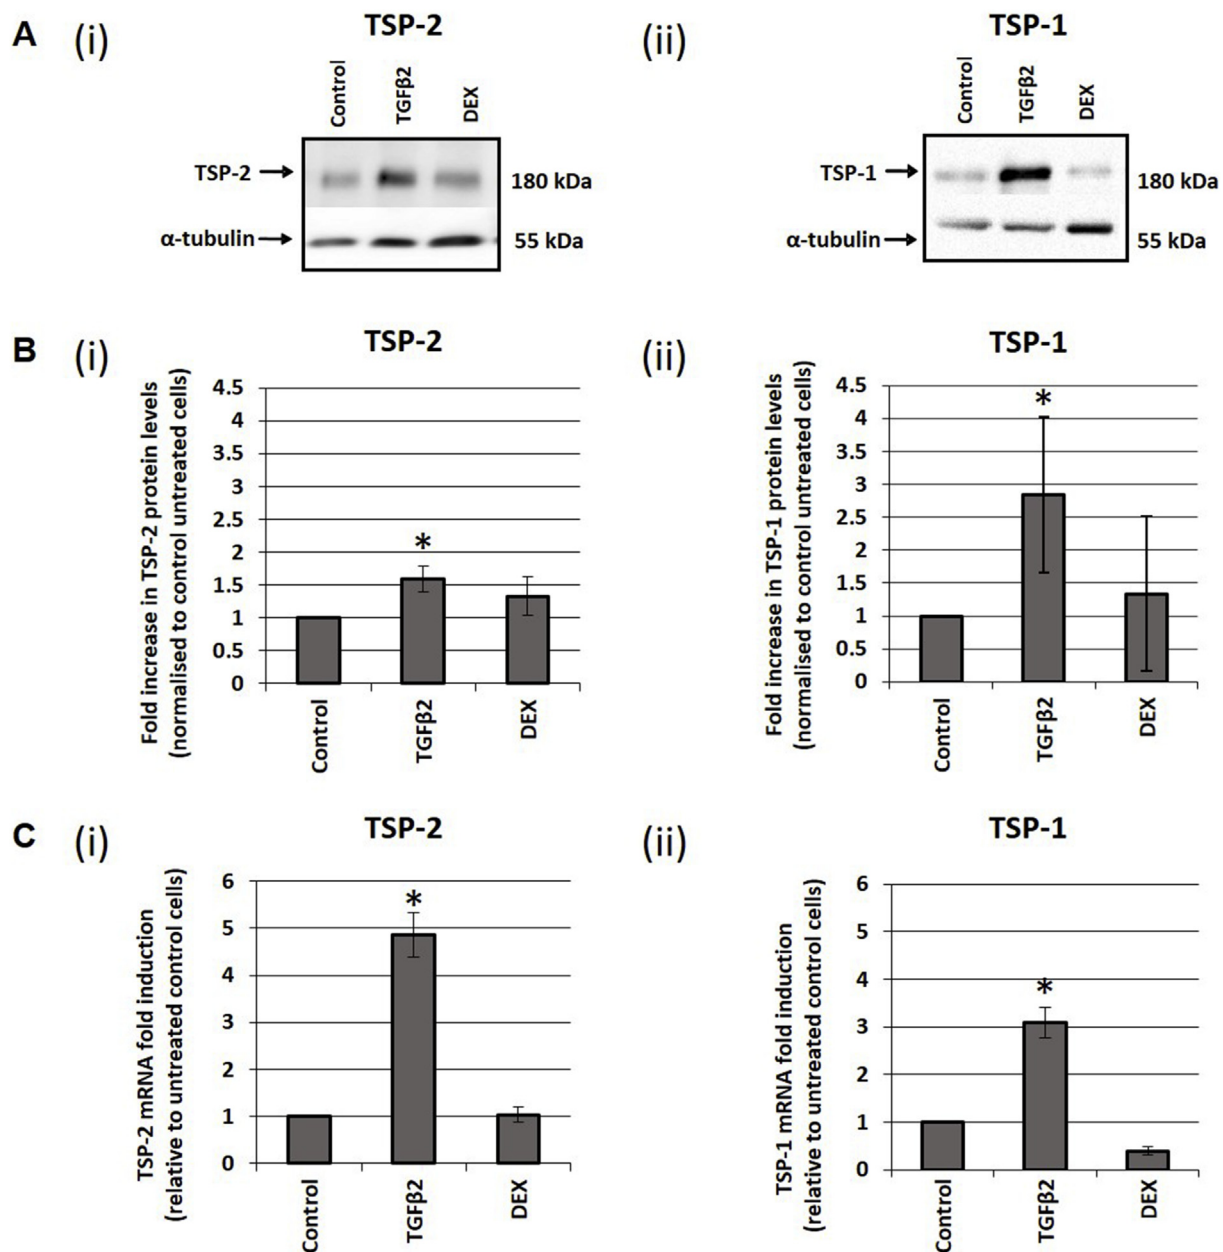 A (i) TSP-2 (ii) TSP-1
Control TGFβ2 DEX Control TGFβ2 DEX
TSP-2 180 kDa TSP-1 180 kDa
α-tubulin 55 kDa α-tubulin 55 kDa
B (i) TSP-2 (ii) TSP-1
Fold increase in TSP-2 protein levels
(normalised to control untreated cells)
4.5
4
3.5
3
2.5
2
1.5
1
0.5
0
*
Control TGFβ2 DEX
Fold increase in TSP-1 protein levels
(normalised to control untreated cells)
4.5
4
3.5
3
2.5
2
1.5
1
0.5
0
*
Control TGFβ2 DEX
C (i) TSP-2 (ii) TSP-1
TSP-2 mRNA fold induction
(relative to untreated control cells)
6
5
4
3
2
1
0
*
Control TGFβ2 DEX
TSP-1 mRNA fold induction
(relative to untreated control cells)
6
5
4
3
2
1
0
*
Control TGFβ2 DEX